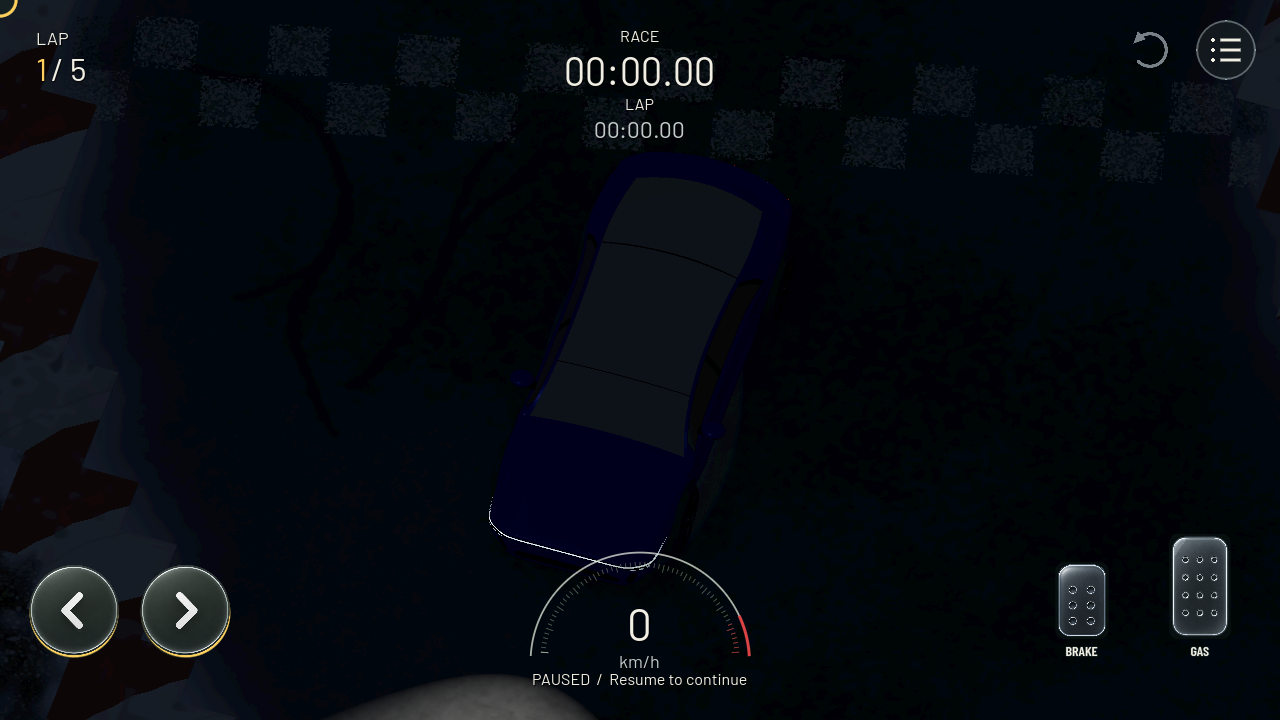 LAP
1/ 5
RACE
00:00.00
LAP
00:00.00
0
km/h
PAUSED / Resume to continue
BRAKE
GAS